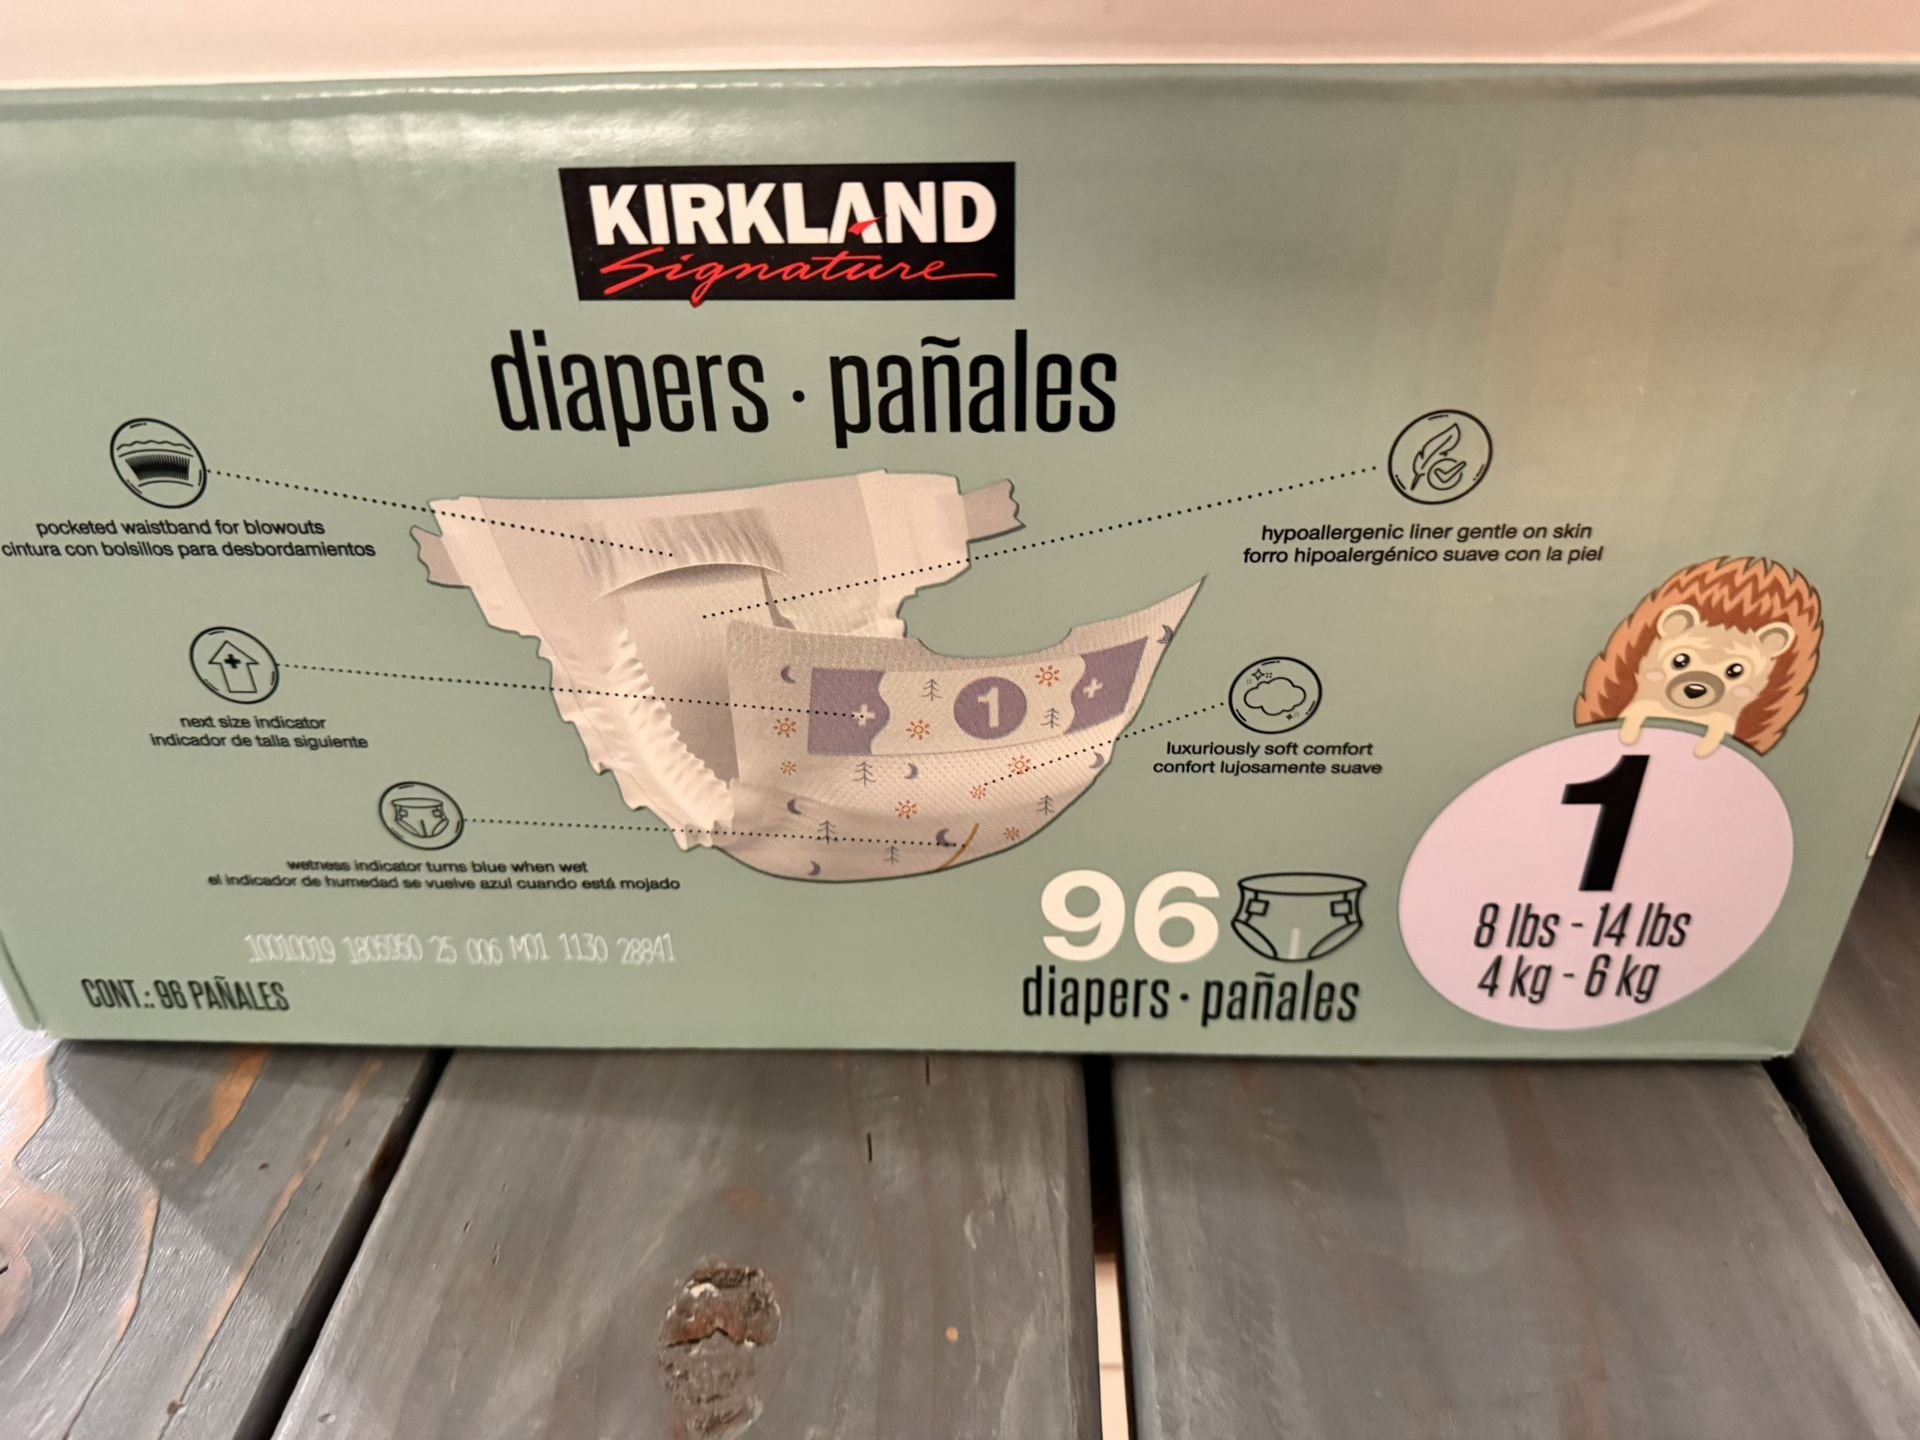 KIRKLAND
Signature
diapers · pañales
pocketed waistband for blowouts
cintura con bolsillos para desbordamientos
hypoallergenic liner gentle on skin
forro hipoalergénico suave con la piel
next size indicator
indicador de talla siguiente
1
luxuriously soft comfort
confort lujosamente suave
wetness indicator turns blue when wet
el indicador de humedad se vuelve azul cuando está mojado
10010019 1805950 25 006 M01 1130 28841
CONT.: 96 PAÑALES
96
diapers · pañales
1
8 lbs - 14 lbs
4 kg - 6 kg